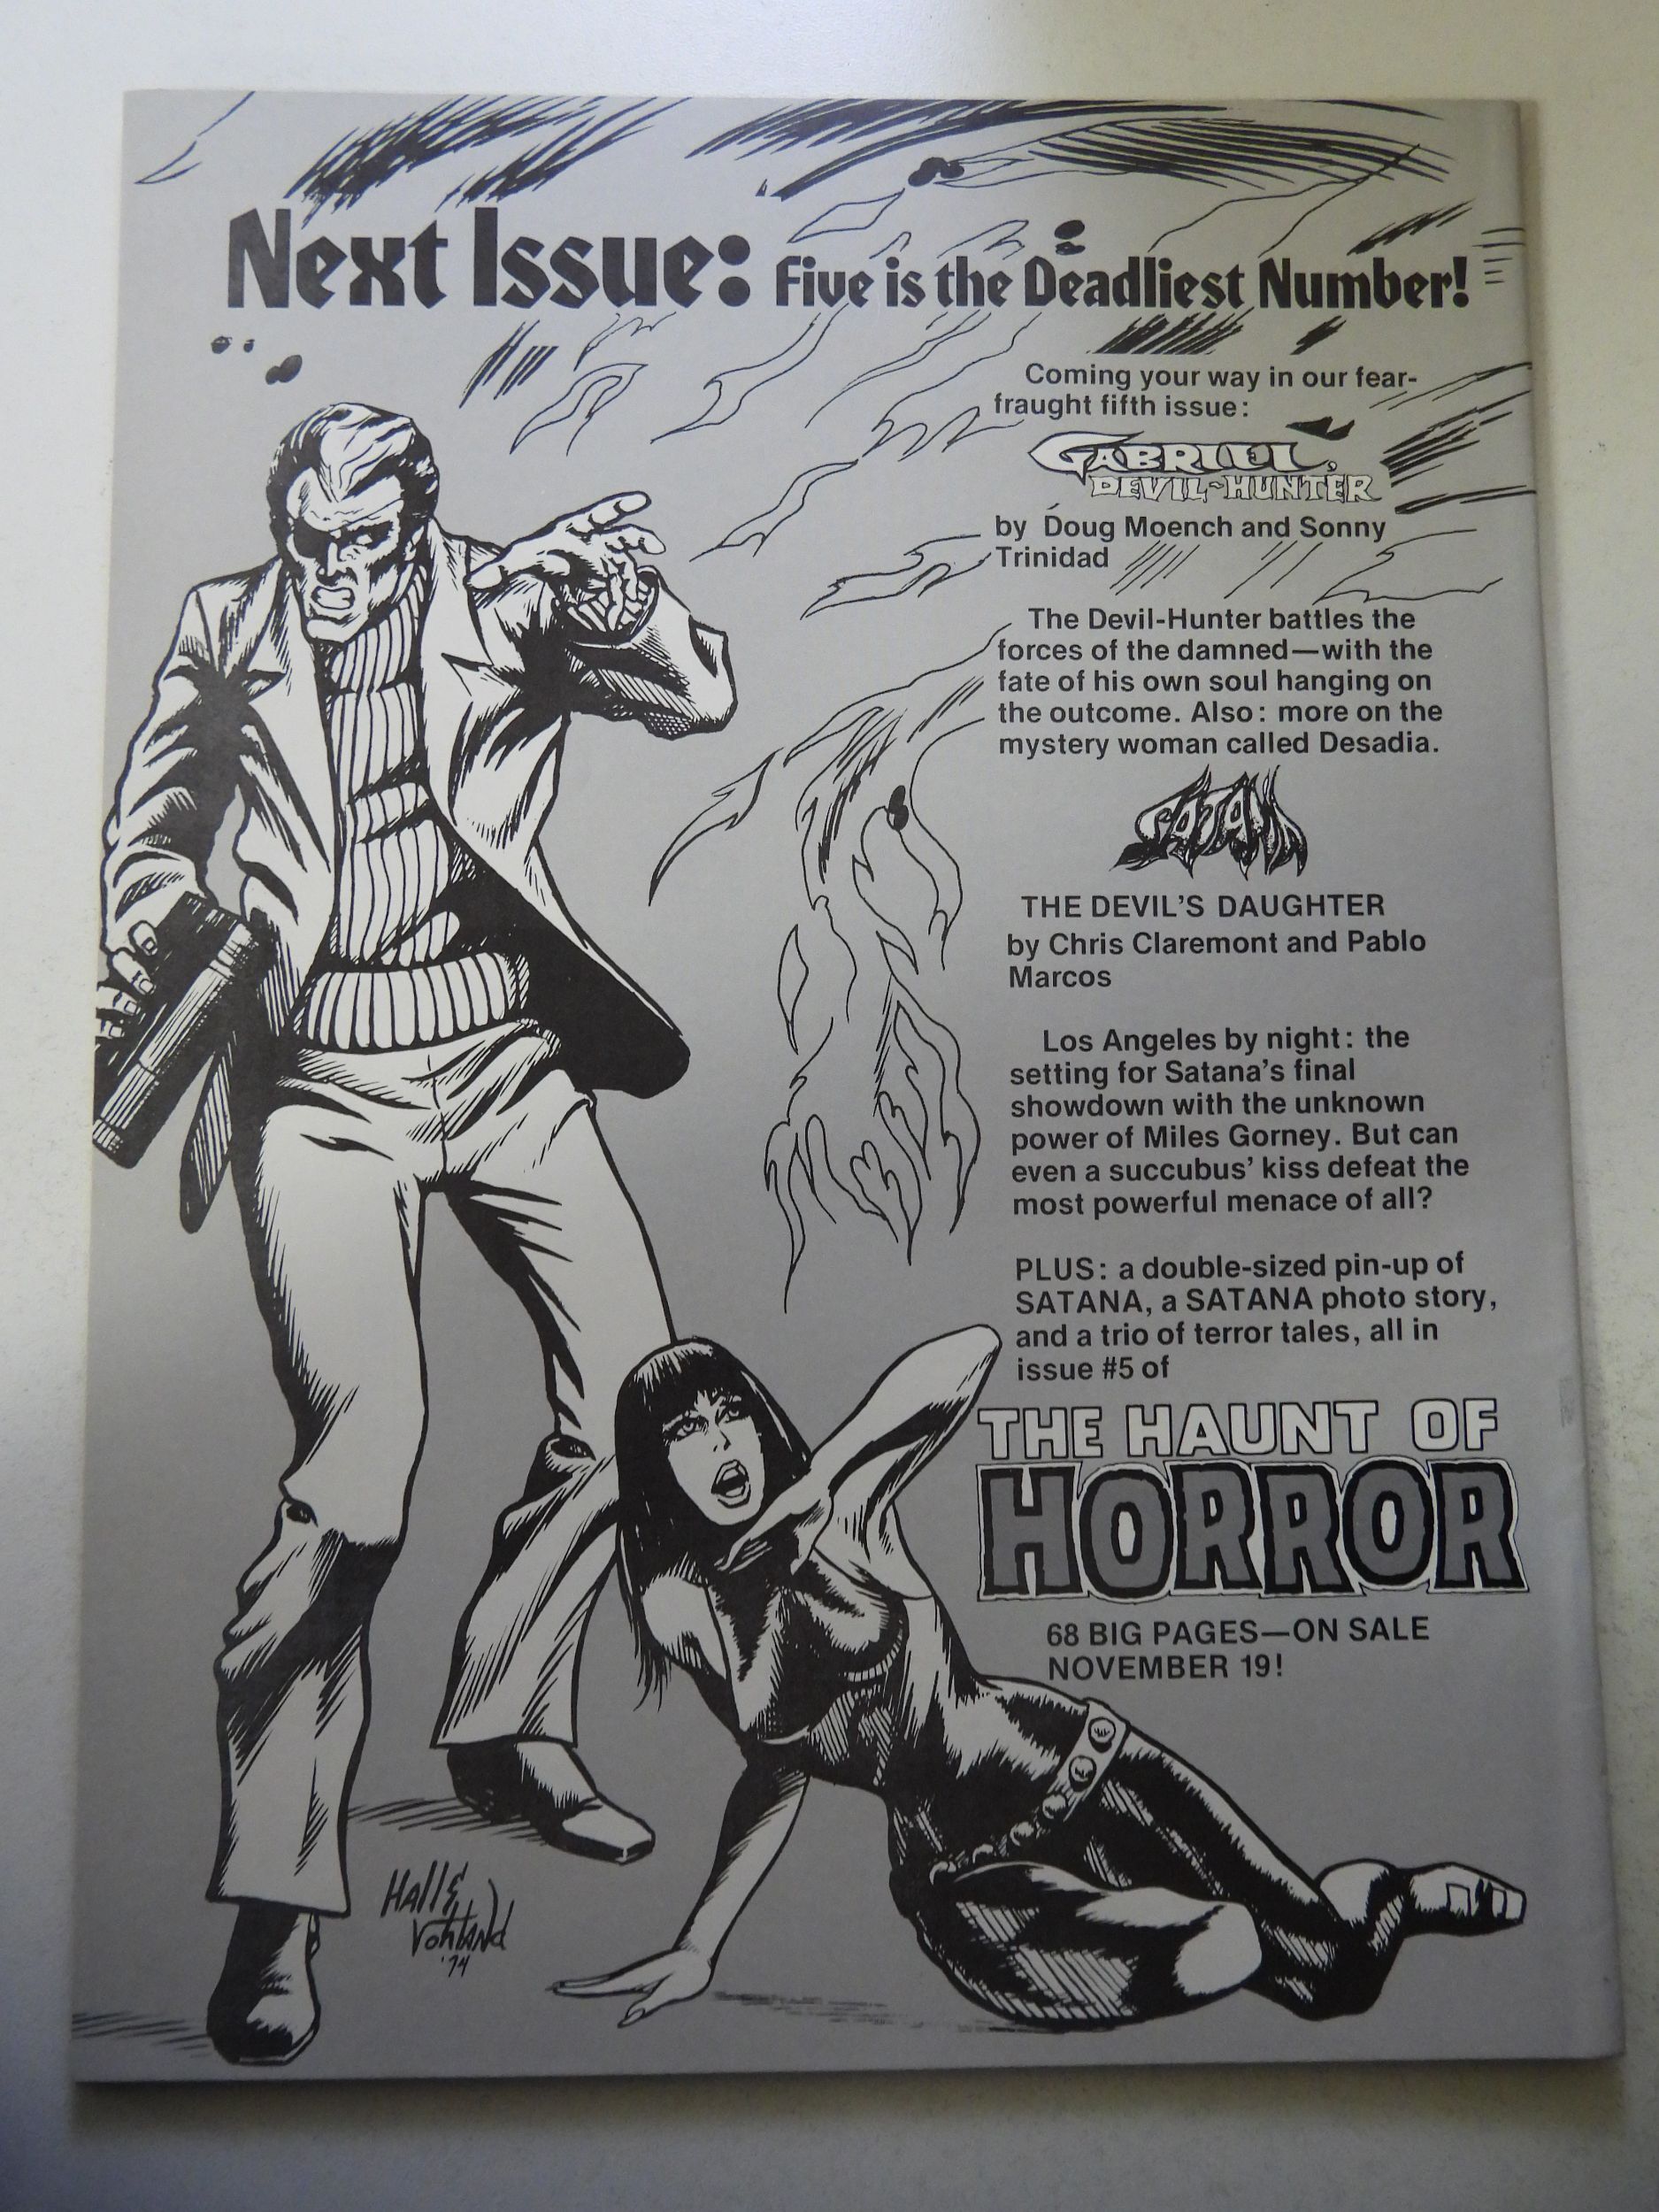 Next Issue: Five is the Deadliest Number!
Coming your way in our fear-
fraught fifth issue:
GABRIEL,
DEVIL-HUNTER
by Doug Moench and Sonny
Trinidad
The Devil-Hunter battles the
forces of the damned—with the
fate of his own soul hanging on
the outcome. Also: more on the
mystery woman called Desadia.
SATANA
THE DEVIL'S DAUGHTER
by Chris Claremont and Pablo
Marcos
Los Angeles by night: the
setting for Satana's final
showdown with the unknown
power of Miles Gorney. But can
even a succubus' kiss defeat the
most powerful menace of all?
PLUS: a double-sized pin-up of
SATANA, a SATANA photo story,
and a trio of terror tales, all in
issue #5 of
THE HAUNT OF
HORROR
68 BIG PAGES—ON SALE
NOVEMBER 19!
Hall &
Vohland
'74